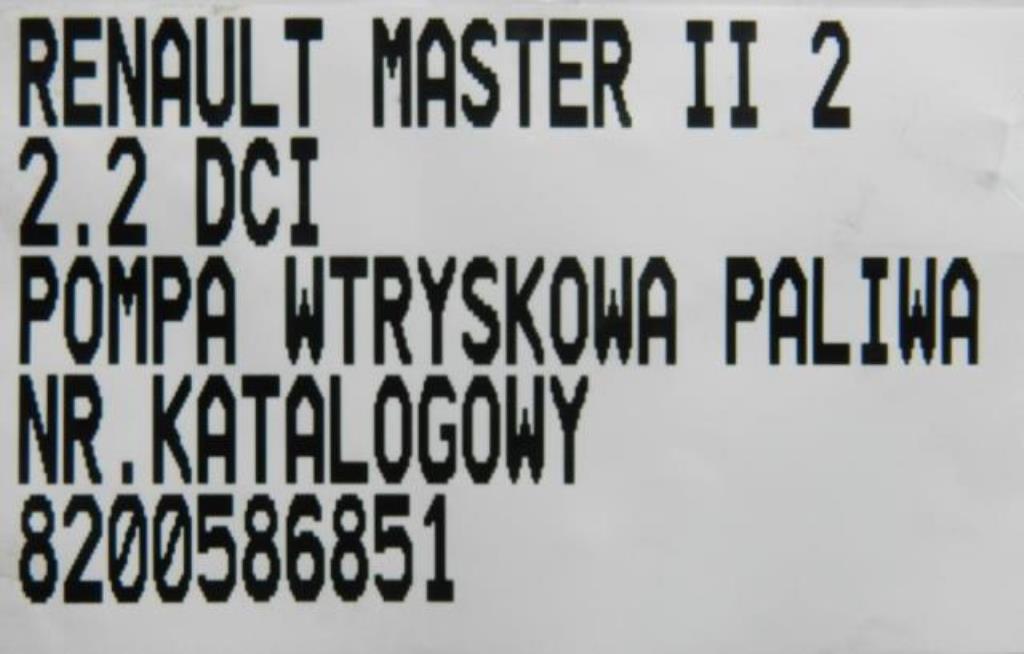 RENAULT MASTER II 2
2.2 DCI
POMPA WTRYSKOWA PALIWA
NR.KATALOGOWY
8200586851